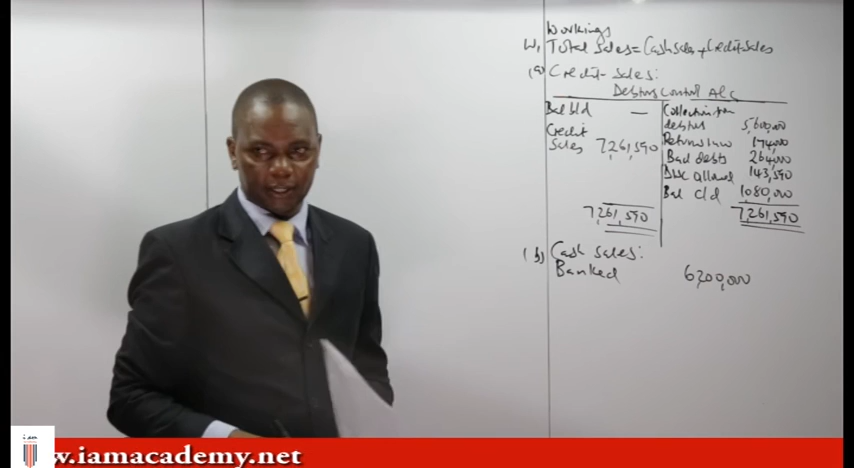 Workings
W1 Total Sales = Cash sales + Credit Sales
(a) Credit - Sales:
Debtors Control A/c
Bal b/d —
Credit
Sales 7,261,590
7,261,590
Collection from
debtors 5,600,000
Returns Inw 174,000
Bad debts 264,000
Disc allowed 143,590
Bal c/d 1,080,000
7,261,590
(b) Cash sales:
Banked 6,200,000
i am
w.iamacademy.net